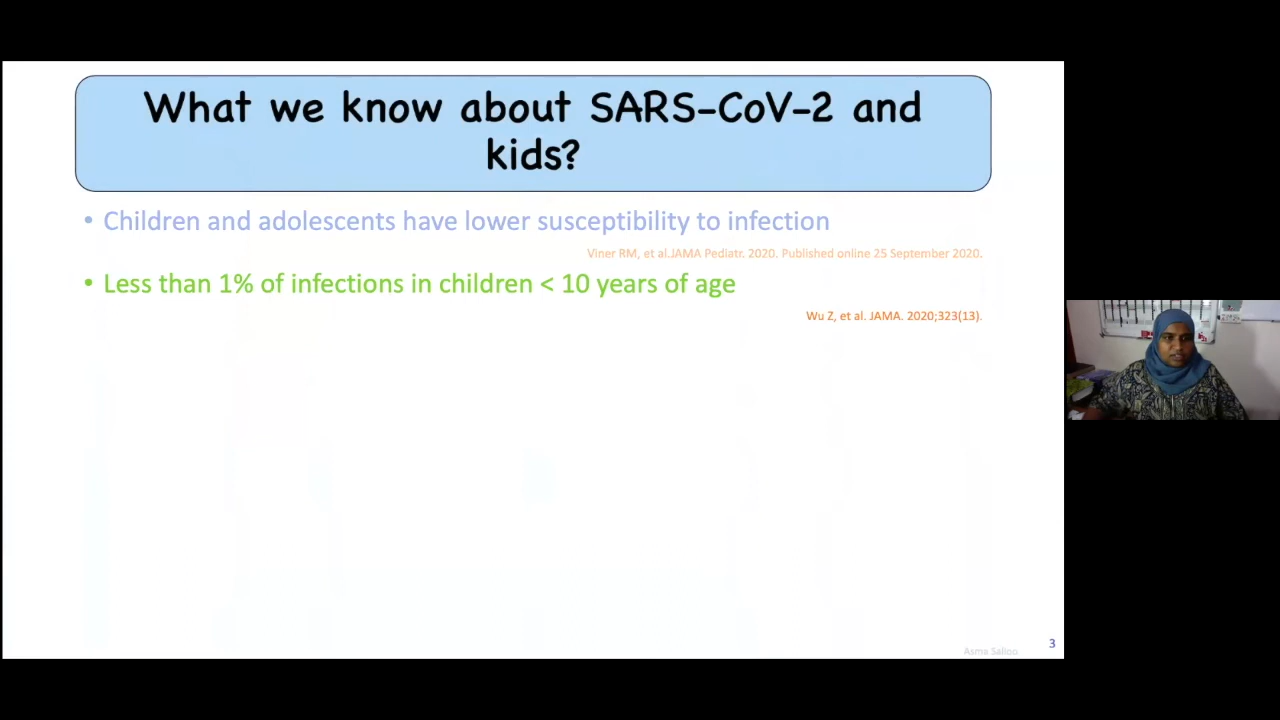 What we know about SARS-CoV-2 and
kids?
• Children and adolescents have lower susceptibility to infection
Viner RM, et al.JAMA Pediatr. 2020. Published online 25 September 2020.
• Less than 1% of infections in children < 10 years of age
Wu Z, et al. JAMA. 2020;323(13).
Asma Salloo
3